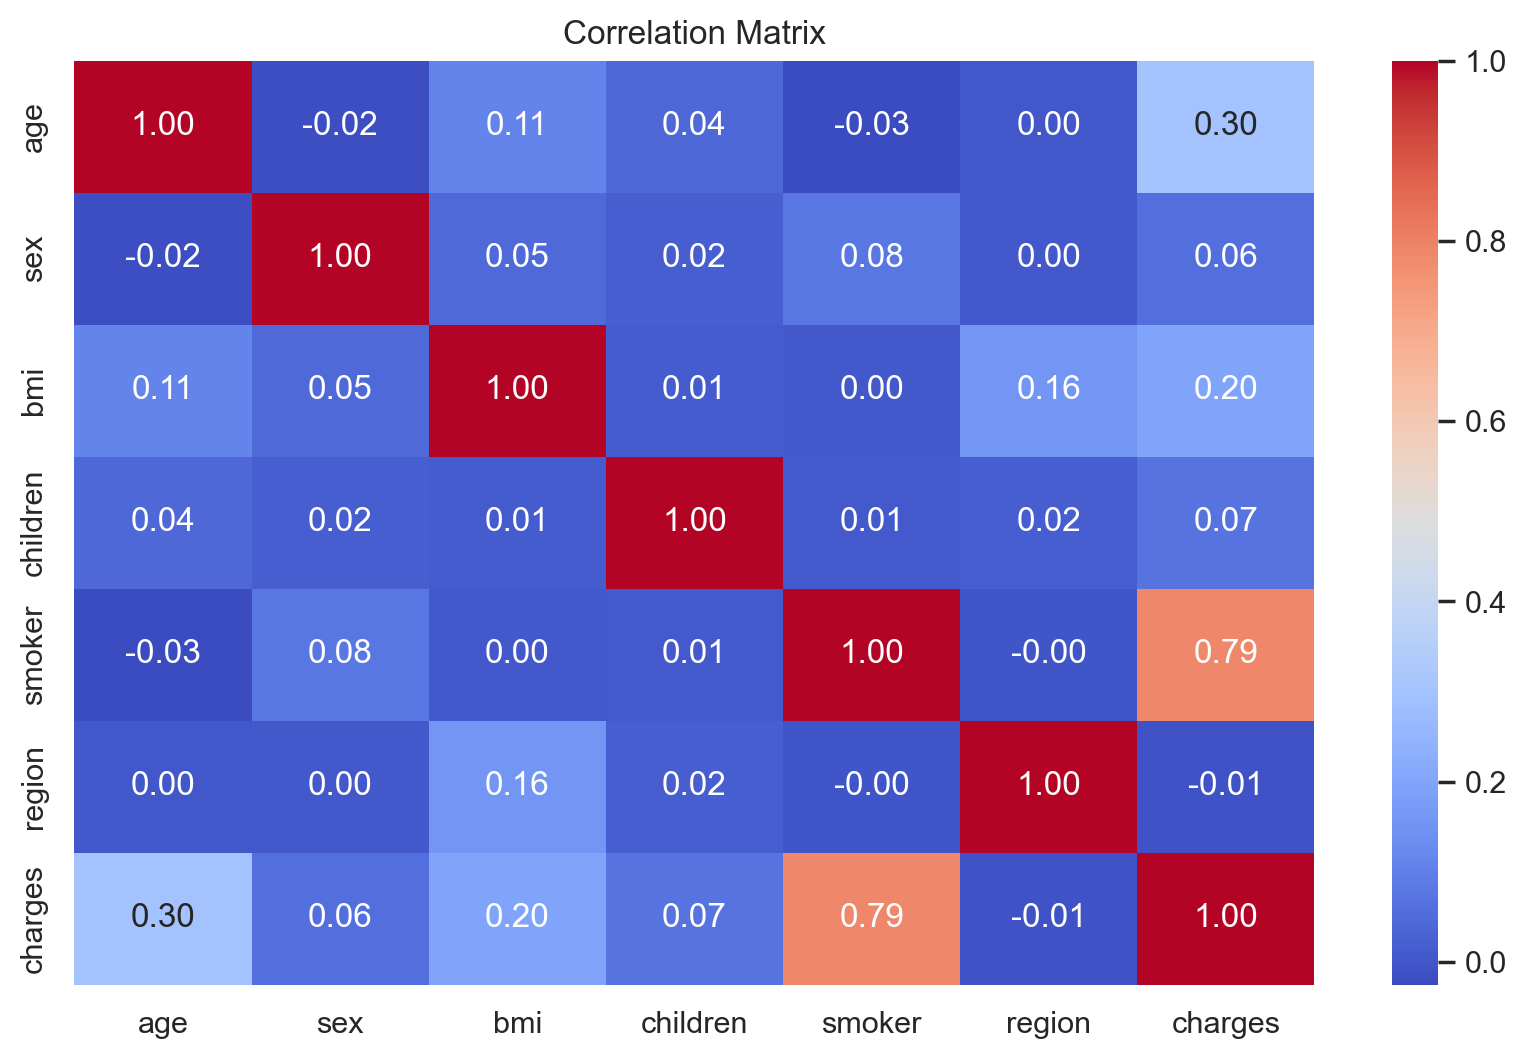 Correlation Matrix
age 1.00 -0.02 0.11 0.04 -0.03 0.00 0.30
sex -0.02 1.00 0.05 0.02 0.08 0.00 0.06
bmi 0.11 0.05 1.00 0.01 0.00 0.16 0.20
children 0.04 0.02 0.01 1.00 0.01 0.02 0.07
smoker -0.03 0.08 0.00 0.01 1.00 -0.00 0.79
region 0.00 0.00 0.16 0.02 -0.00 1.00 -0.01
charges 0.30 0.06 0.20 0.07 0.79 -0.01 1.00
age sex bmi children smoker region charges
1.0
0.8
0.6
0.4
0.2
0.0